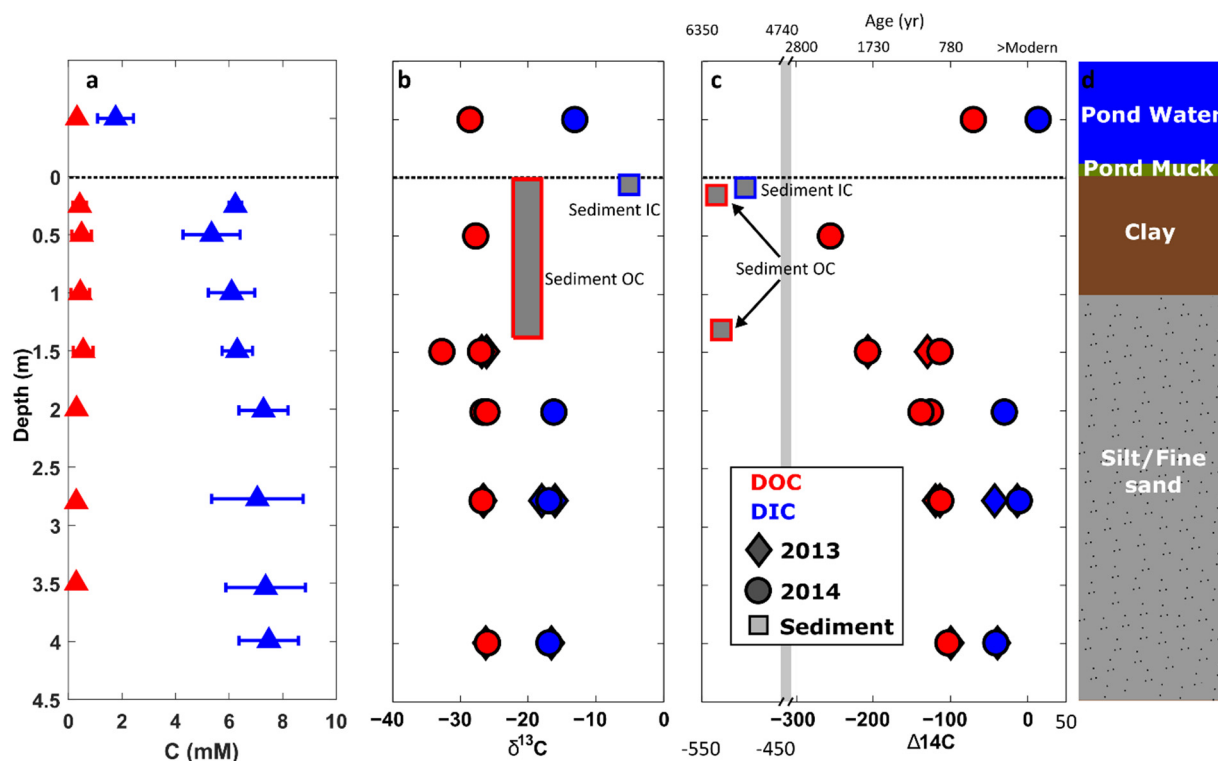 Age (yr)
6350 4740
2800 1730 780 >Modern
a
b
c
d
Pond Water
Pond Muck
Clay
Silt/Fine
sand
Depth (m)
0
0.5
1
1.5
2
2.5
3
3.5
4
4.5
0 2 4 6 8 10
C (mM)
Sediment IC
Sediment OC
−40 −30 −20 −10 0
δ13C
Sediment IC
Sediment OC
DOC
DIC
2013
2014
Sediment
−300 −200 −100 0 50
-550 -450
Δ14C